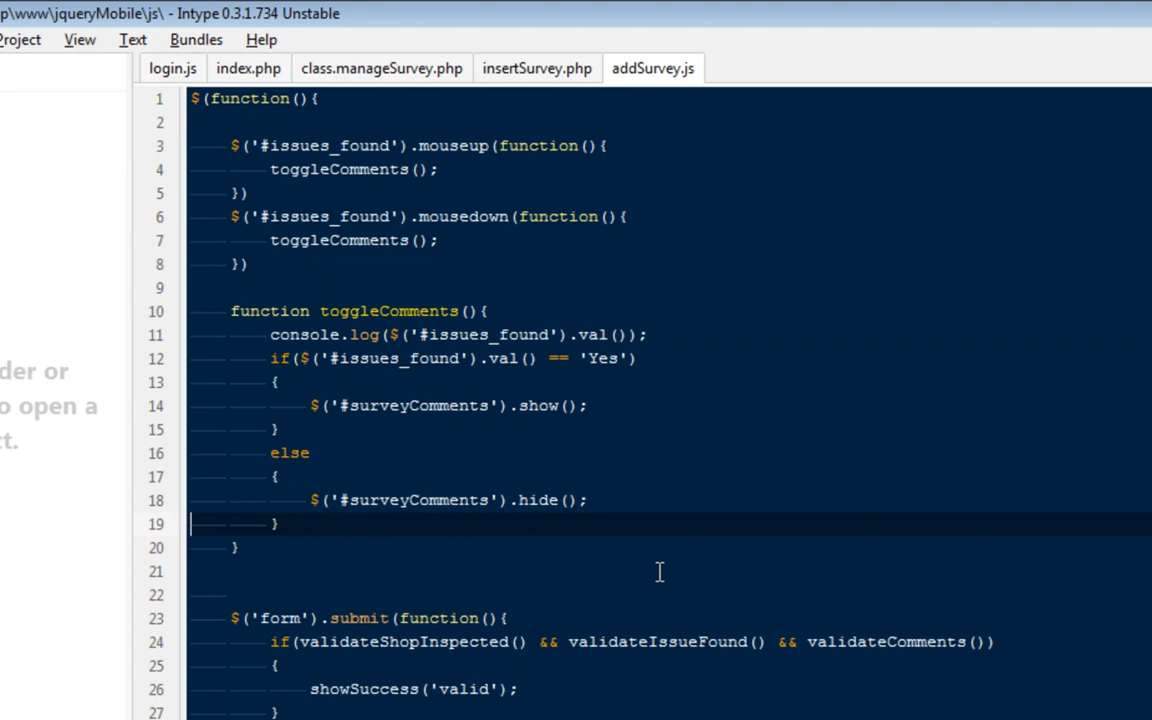 p\www\jqueryMobile\js\ - Intype 0.3.1.734 Unstable
Project View Text Bundles Help
login.js index.php class.manageSurvey.php insertSurvey.php addSurvey.js
1 $(function(){
2
3 $('#issues_found').mouseup(function(){
4 toggleComments();
5 })
6 $('#issues_found').mousedown(function(){
7 toggleComments();
8 })
9
10 function toggleComments(){
11 console.log($('#issues_found').val());
12 if($('#issues_found').val() == 'Yes')
13 {
14 $('#surveyComments').show();
15 }
16 else
17 {
18 $('#surveyComments').hide();
19 }
20 }
21
22
23 $('form').submit(function(){
24 if(validateShopInspected() && validateIssueFound() && validateComments())
25 {
26 showSuccess('valid');
27 }
der or
o open a
ct.